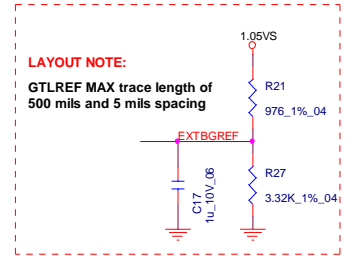 1.05VS
LAYOUT NOTE:
GTLREF MAX trace length of
500 mils and 5 mils spacing
R21
976_1%_04
EXTBGREF
R27
3.32K_1%_04
C17
1u_10V_06